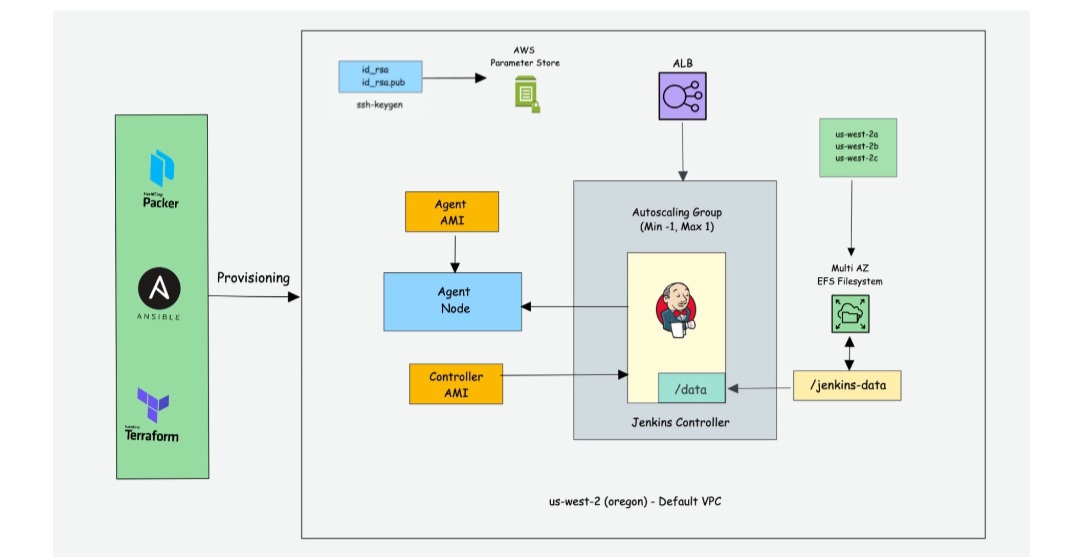 HashiCorp
Packer
ANSIBLE
HashiCorp
Terraform
Provisioning
id_rsa
id_rsa.pub
ssh-keygen
AWS
Parameter Store
ALB
us-west-2a
us-west-2b
us-west-2c
Agent
AMI
Autoscaling Group
(Min -1, Max 1)
Multi AZ
EFS Filesystem
Agent
Node
Controller
AMI
/data
/jenkins-data
Jenkins Controller
us-west-2 (oregon) - Default VPC